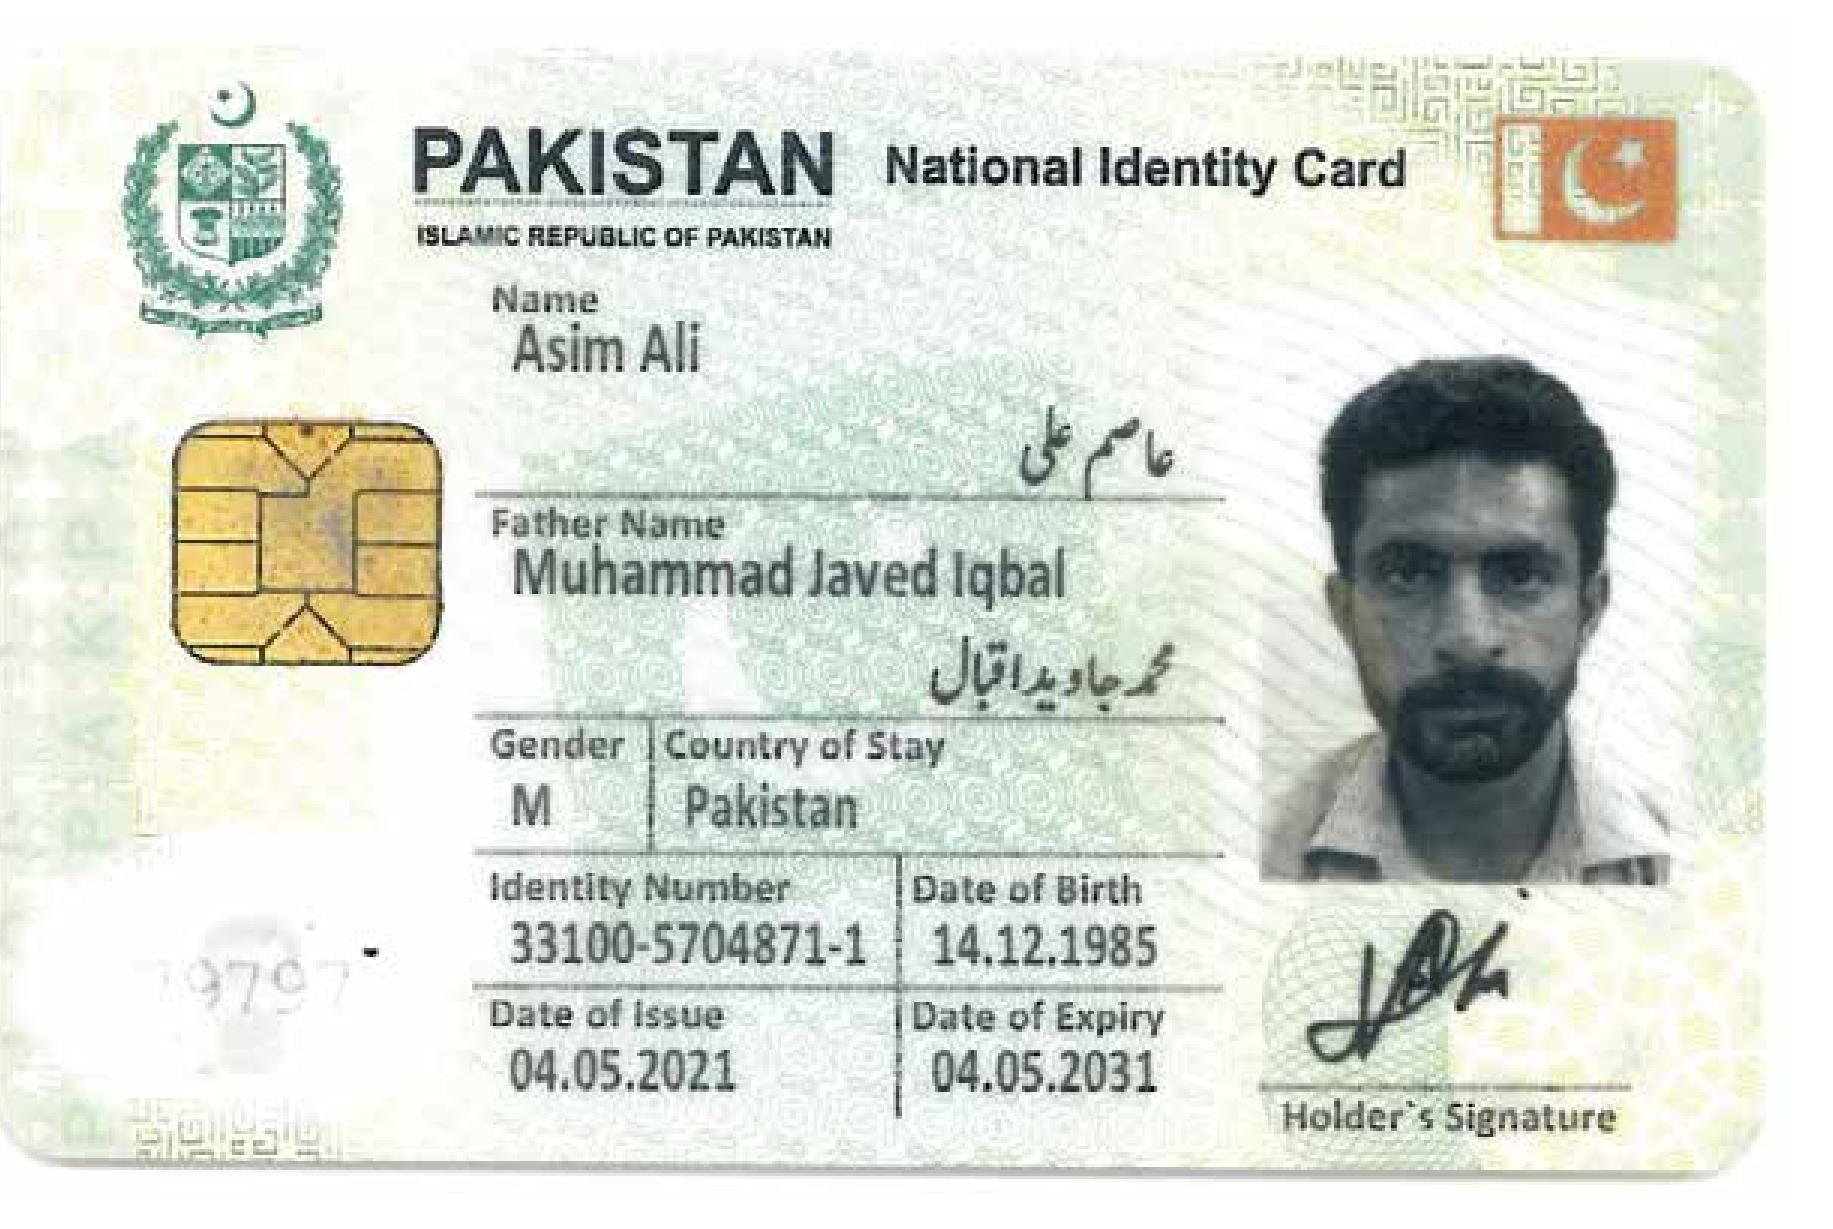 PAKISTAN National Identity Card
ISLAMIC REPUBLIC OF PAKISTAN
Name
Asim Ali
عاصم علی
Father Name
Muhammad Javed Iqbal
محمد جاوید اقبال
Gender Country of Stay
M Pakistan
Identity Number Date of Birth
33100-5704871-1 14.12.1985
Date of Issue Date of Expiry
04.05.2021 04.05.2031
Holder`s Signature